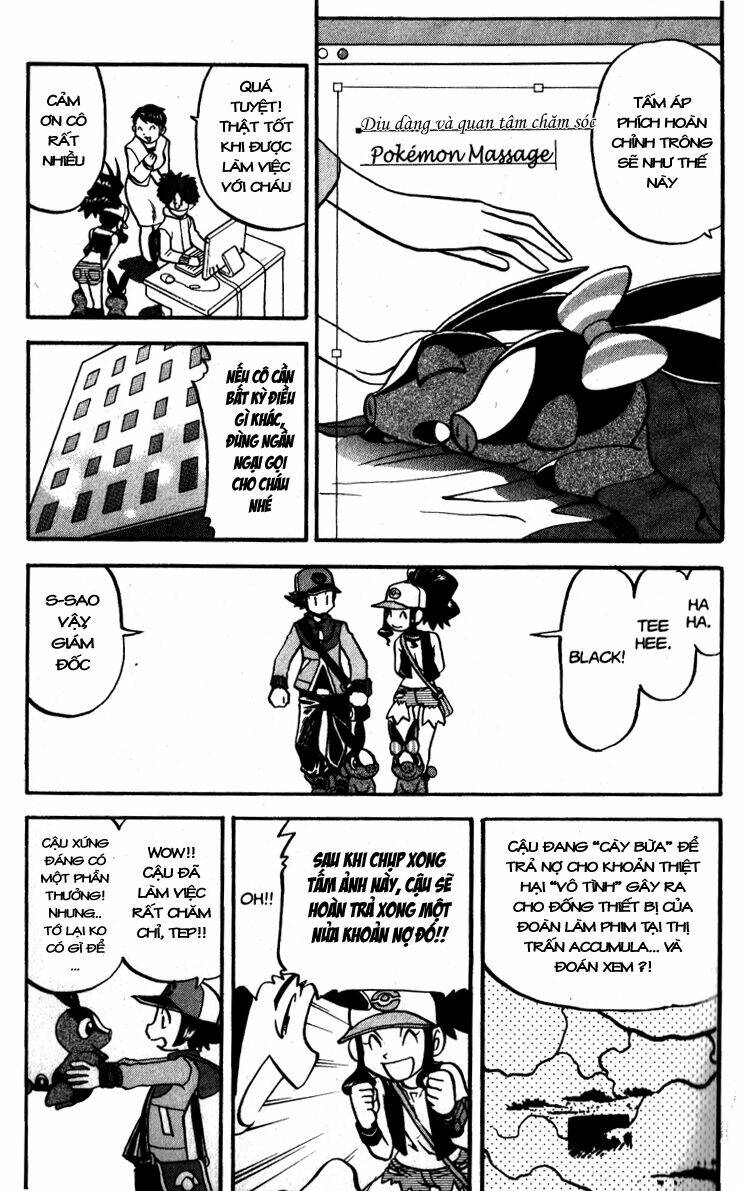 TẤM ÁP
PHÍCH HOÀN
CHỈNH TRÔNG
SẼ NHƯ THẾ
NÀY
Dịu dàng và quan tâm chăm sóc
Pokémon Massage
QUÁ
TUYỆT!
THẬT TỐT
KHI ĐƯỢC
LÀM VIỆC
VỚI CHÁU
CẢM
ƠN CÔ
RẤT
NHIỀU
NẾU CÔ CẦN
BẤT KỲ ĐIỀU
GÌ KHÁC,
ĐỪNG NGẦN
NGẠI GỌI
CHO CHÁU
NHÉ
HA
HA.
TEE
HEE.
BLACK!
S-SAO
VẬY,
GIÁM
ĐỐC
CẬU ĐANG "CÀY BỪA" ĐỂ
TRẢ NỢ CHO KHOẢN THIỆT
HẠI "VÔ TÌNH" GÂY RA
CHO ĐỐNG THIẾT BỊ CỦA
ĐOÀN LÀM PHIM TẠI THỊ
TRẤN ACCUMULA... VÀ
ĐOÁN XEM ?!
SAU KHI CHỤP XONG
TẤM ẢNH NÀY, CẬU SẼ
HOÀN TRẢ XONG MỘT
NỬA KHOẢN NỢ ĐÓ!!
OH!!
WOW!!
CẬU ĐÃ
LÀM VIỆC
RẤT CHĂM
CHỈ, TEP!!
CẬU XỨNG
ĐÁNG CÓ
MỘT PHẦN
THƯỞNG!
NHƯNG..
TỚ LẠI KO
CÓ GÌ ĐỂ
...